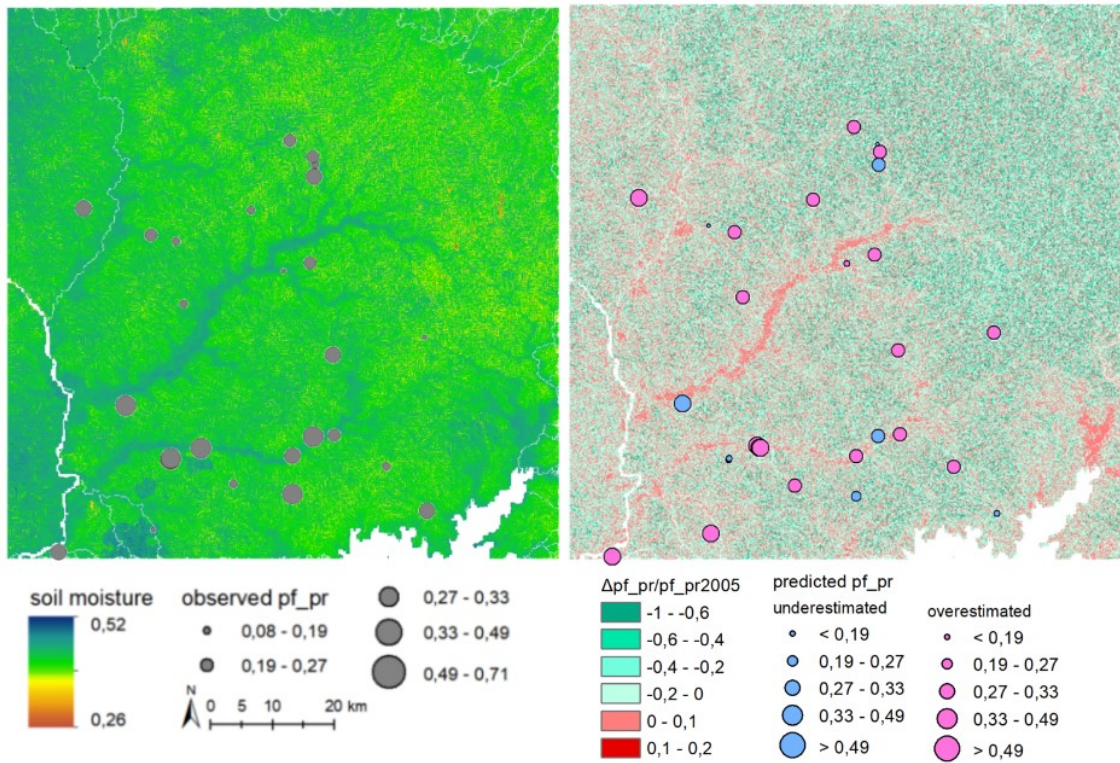 soil moisture
0,52
0,26
observed pf_pr
0,08 - 0,19
0,19 - 0,27
0,27 - 0,33
0,33 - 0,49
0,49 - 0,71
N
0 10 20 km
Δpf_pr/pf_pr2005
-1 - -0,6
-0,6 - -0,4
-0,4 - -0,2
-0,2 - 0
0 - 0,1
0,1 - 0,2
predicted pf_pr
underestimated
< 0,19
0,19 - 0,27
0,27 - 0,33
0,33 - 0,49
> 0,49
overestimated
< 0,19
0,19 - 0,27
0,27 - 0,33
0,33 - 0,49
> 0,49